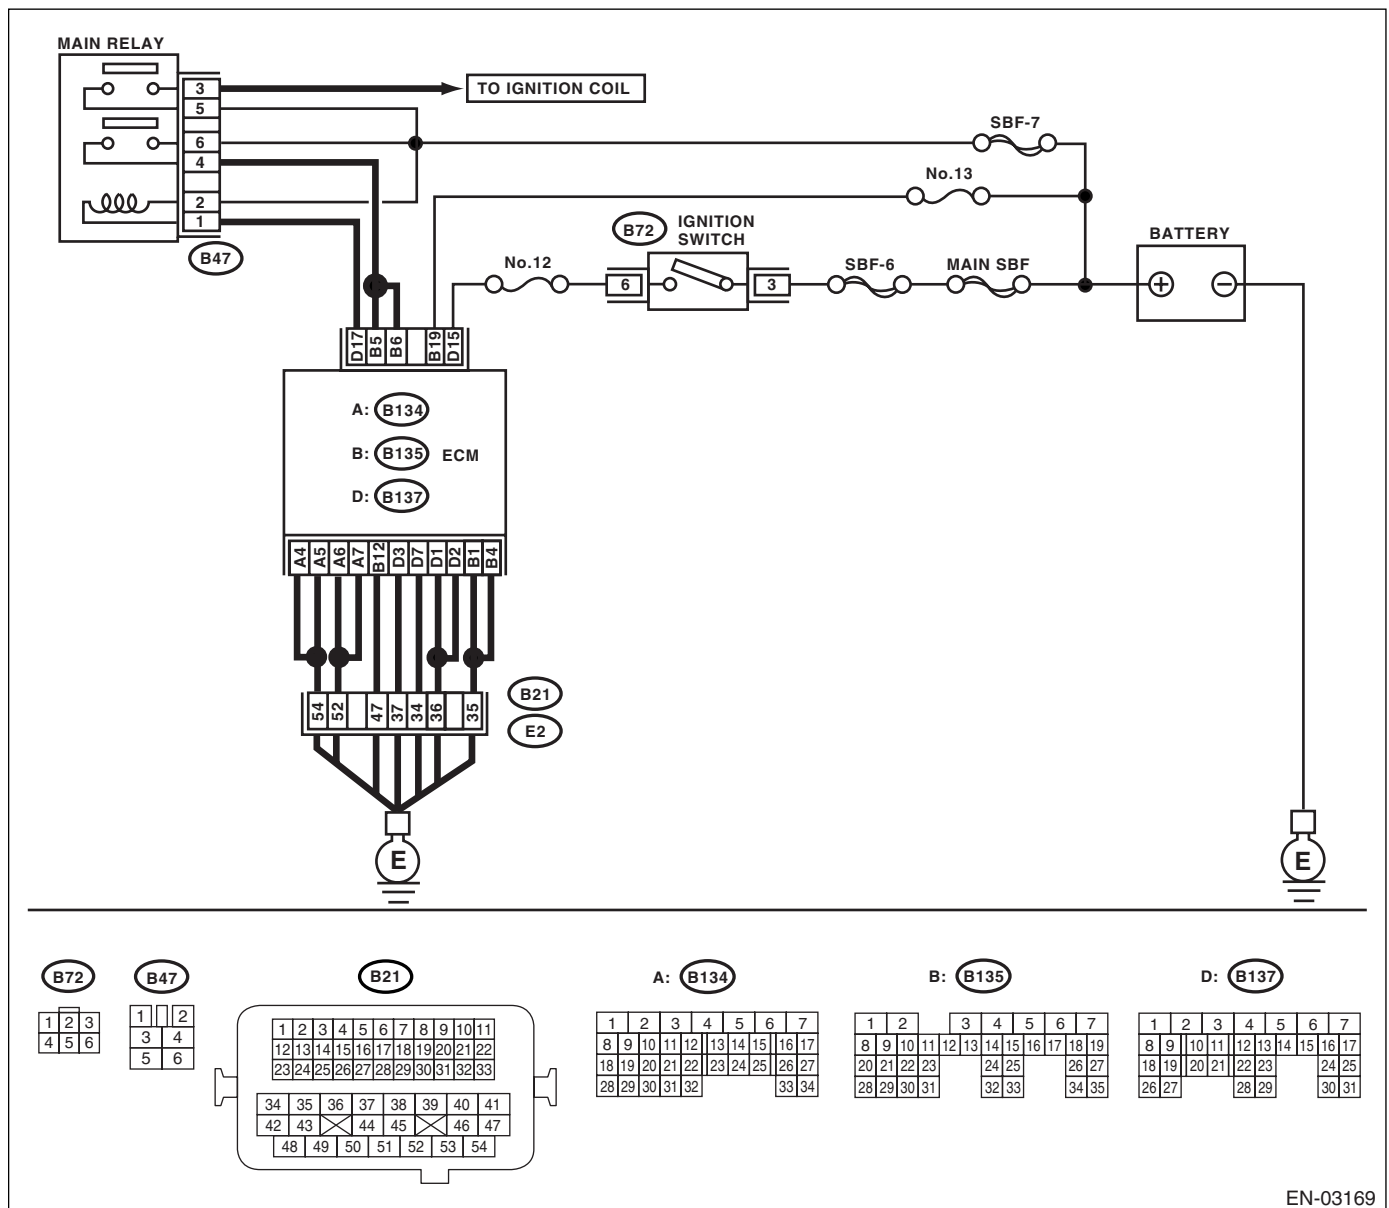 MAIN RELAY
3
TO IGNITION COIL
5
6
4
2
1
B47
SBF-7
No.13
B72
IGNITION
SWITCH
BATTERY
No.12
6
3
SBF-6
MAIN SBF
+
−
D17 B5 B6 B19 D15
A: B134
B: B135 ECM
D: B137
A4 A5 A6 A7 B12 D3 D7 D1 D2 B1 B4
54 52 47 37 34 36 35
B21
E2
E
E
B72
1 2 3
4 5 6
B47
1 2
3 4
5 6
B21
1 2 3 4 5 6 7 8 9 10 11
12 13 14 15 16 17 18 19 20 21 22
23 24 25 26 27 28 29 30 31 32 33
34 35 36 37 38 39 40 41
42 43 44 45 46 47
48 49 50 51 52 53 54
A: B134
1 2 3 4 5 6 7
8 9 10 11 12 13 14 15 16 17
18 19 20 21 22 23 24 25 26 27
28 29 30 31 32 33 34
B: B135
1 2 3 4 5 6 7
8 9 10 11 12 13 14 15 16 17 18 19
20 21 22 23 24 25 26 27
28 29 30 31 32 33 34 35
D: B137
1 2 3 4 5 6 7
8 9 10 11 12 13 14 15 16 17
18 19 20 21 22 23 24 25
26 27 28 29 30 31
EN-03169